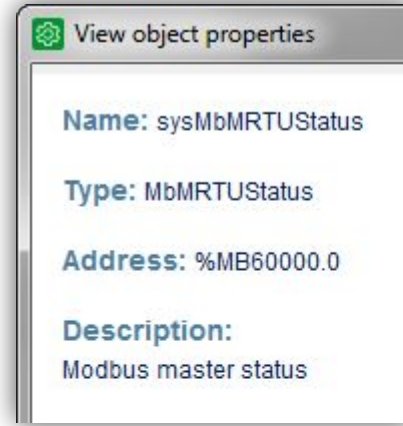 View object properties
Name: sysMbMRTUStatus
Type: MbMRTUStatus
Address: %MB60000.0
Description:
Modbus master status